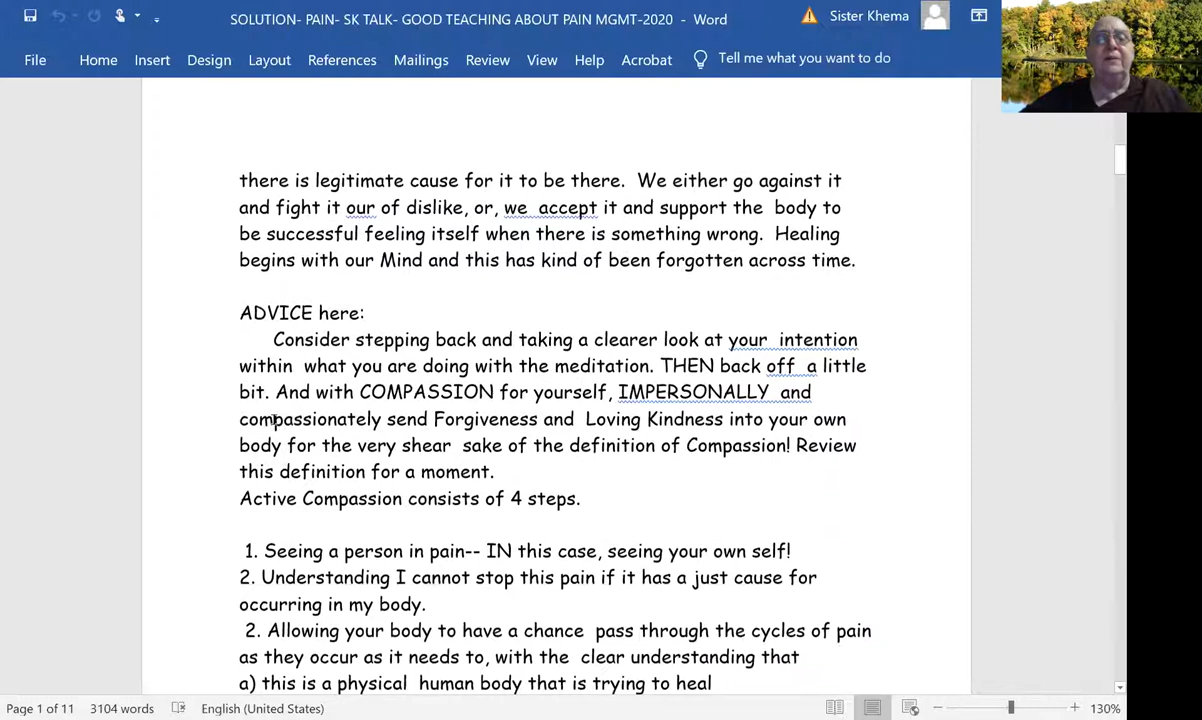 SOLUTION- PAIN- SK TALK- GOOD TEACHING ABOUT PAIN MGMT-2020 - Word
Sister Khema
File Home Insert Design Layout References Mailings Review View Help Acrobat Tell me what you want to do
there is legitimate cause for it to be there. We either go against it
and fight it our of dislike, or, we accept it and support the body to
be successful feeling itself when there is something wrong. Healing
begins with our Mind and this has kind of been forgotten across time.
ADVICE here:
Consider stepping back and taking a clearer look at your intention
within what you are doing with the meditation. THEN back off a little
bit. And with COMPASSION for yourself, IMPERSONALLY and
compassionately send Forgiveness and Loving Kindness into your own
body for the very shear sake of the definition of Compassion! Review
this definition for a moment.
Active Compassion consists of 4 steps.
1. Seeing a person in pain-- IN this case, seeing your own self!
2. Understanding I cannot stop this pain if it has a just cause for
occurring in my body.
2. Allowing your body to have a chance pass through the cycles of pain
as they occur as it needs to, with the clear understanding that
a) this is a physical human body that is trying to heal
Page 1 of 11 3104 words English (United States) 130%